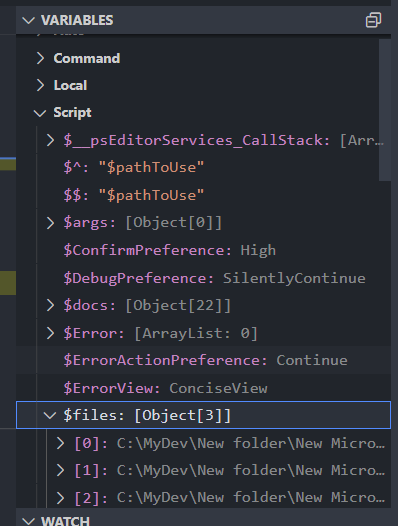 VARIABLES
Command
Local
Script
$__psEditorServices_CallStack: [Arr...
$^: "$pathToUse"
$$: "$pathToUse"
$args: [Object[0]]
$ConfirmPreference: High
$DebugPreference: SilentlyContinue
$docs: [Object[22]]
$Error: [ArrayList: 0]
$ErrorActionPreference: Continue
$ErrorView: ConciseView
$files: [Object[3]]
[0]: C:\MyDev\New folder\New Micro...
[1]: C:\MyDev\New folder\New Micro...
[2]: C:\MyDev\New folder\New Micro...
WATCH